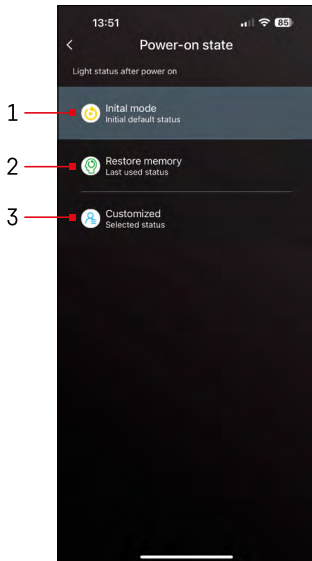 13:51
85
Power-on state
Light status after power on
1
Inital mode
Initial default status
2
Restore memory
Last used status
3
Customized
Selected status